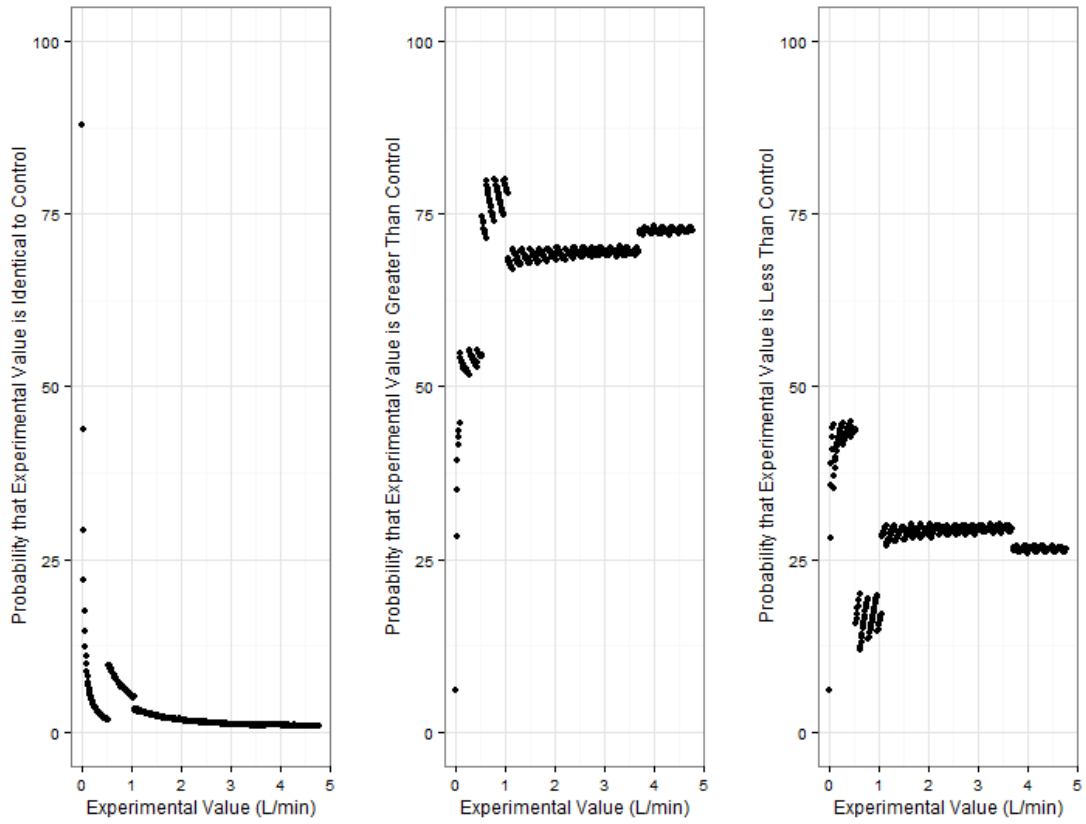 Probability that Experimental Value is Identical to Control
100
75
50
25
0
0 1 2 3 4 5
Experimental Value (L/min)
Probability that Experimental Value is Greater Than Control
100
75
50
25
0
0 1 2 3 4 5
Experimental Value (L/min)
Probability that Experimental Value is Less Than Control
100
75
50
25
0
0 1 2 3 4 5
Experimental Value (L/min)